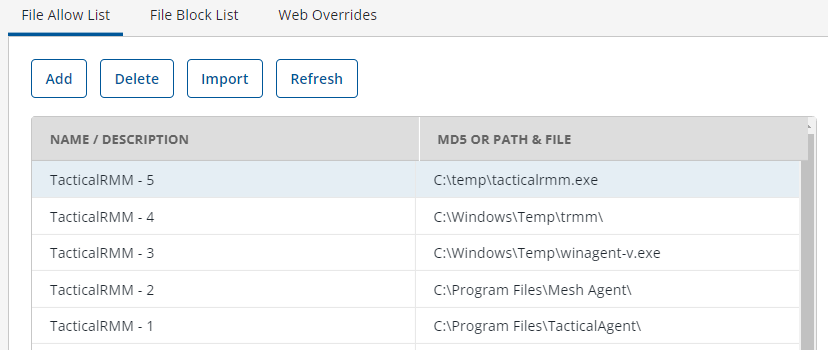 File Allow List File Block List Web Overrides
Add Delete Import Refresh
NAME / DESCRIPTION MD5 OR PATH & FILE
TacticalRMM - 5 C:\temp\tacticalrmm.exe
TacticalRMM - 4 C:\Windows\Temp\trmm\
TacticalRMM - 3 C:\Windows\Temp\winagent-v.exe
TacticalRMM - 2 C:\Program Files\Mesh Agent\
TacticalRMM - 1 C:\Program Files\TacticalAgent\